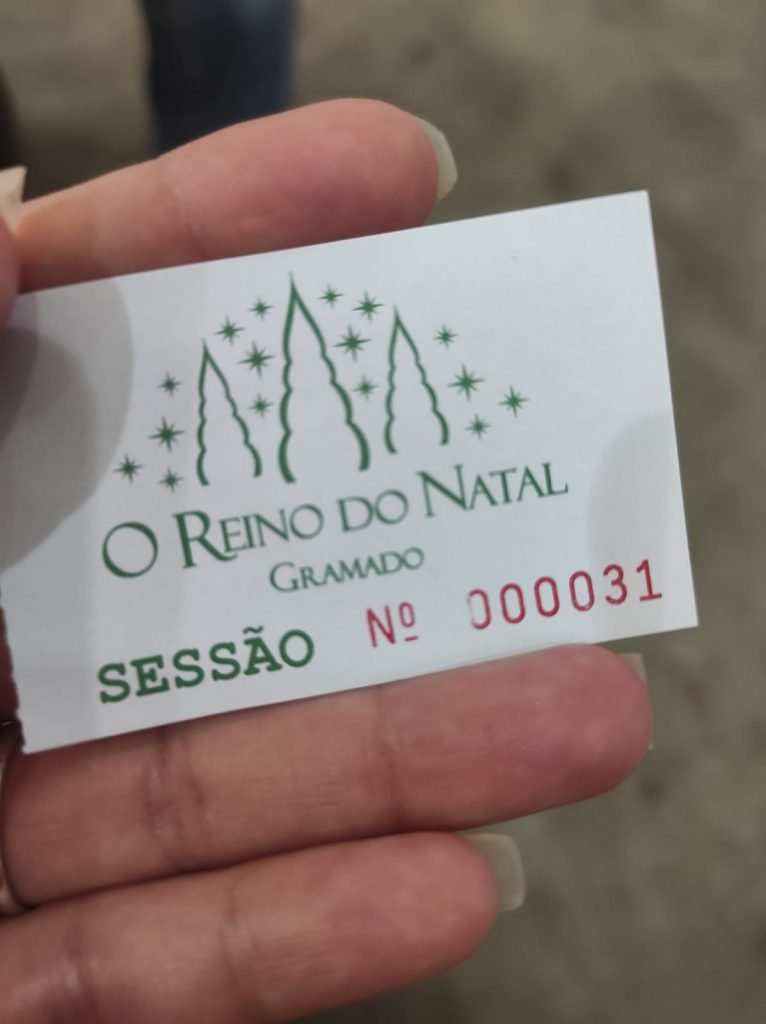 O REINO DO NATAL
GRAMADO
SESSÃO Nº 000031